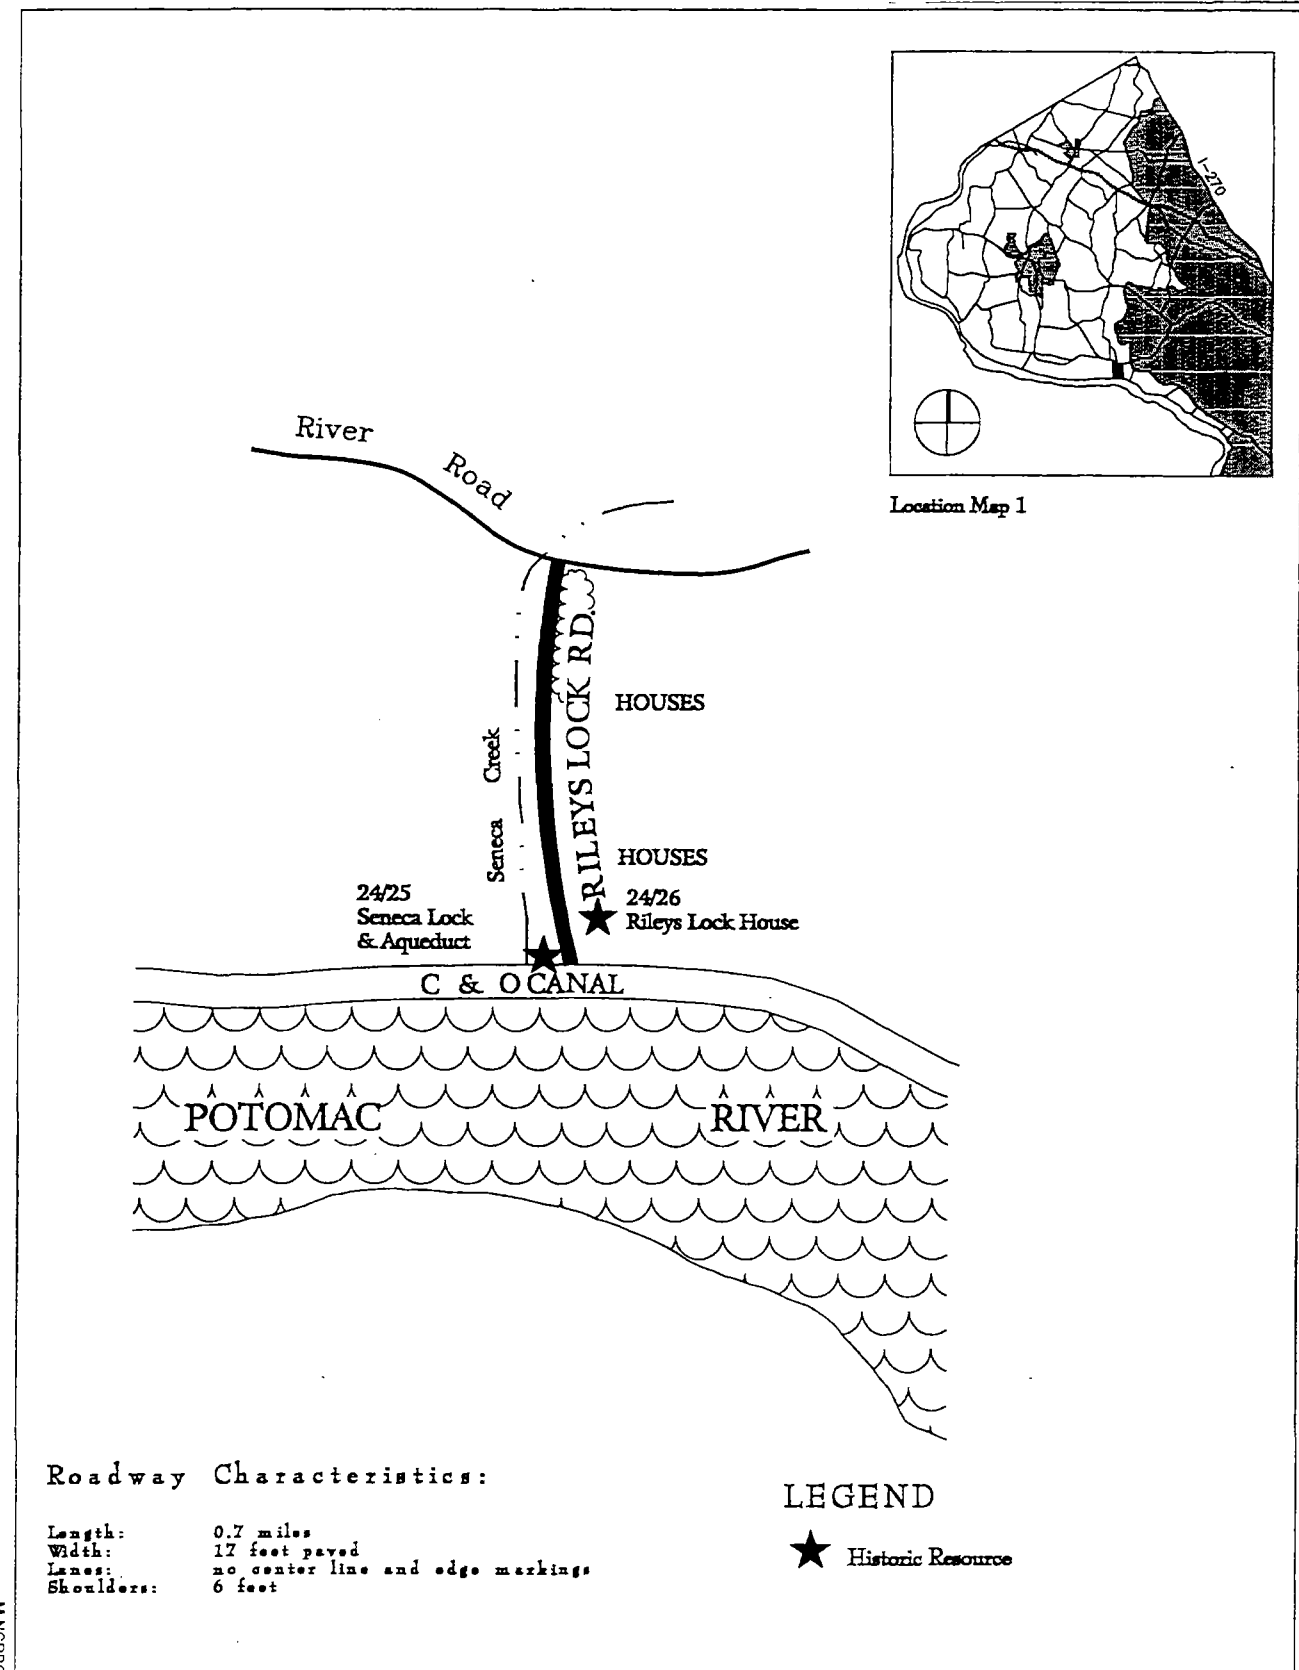 I-270
Location Map 1
River Road
RILEYS LOCK RD.
HOUSES
Seneca Creek
HOUSES
24/25
Seneca Lock
& Aqueduct
24/26
Rileys Lock House
C & O CANAL
POTOMAC RIVER
Roadway Characteristics:
Length: 0.7 miles
Width: 17 feet paved
Lanes: no center line and edge markings
Shoulders: 6 feet
LEGEND
Historic Resource